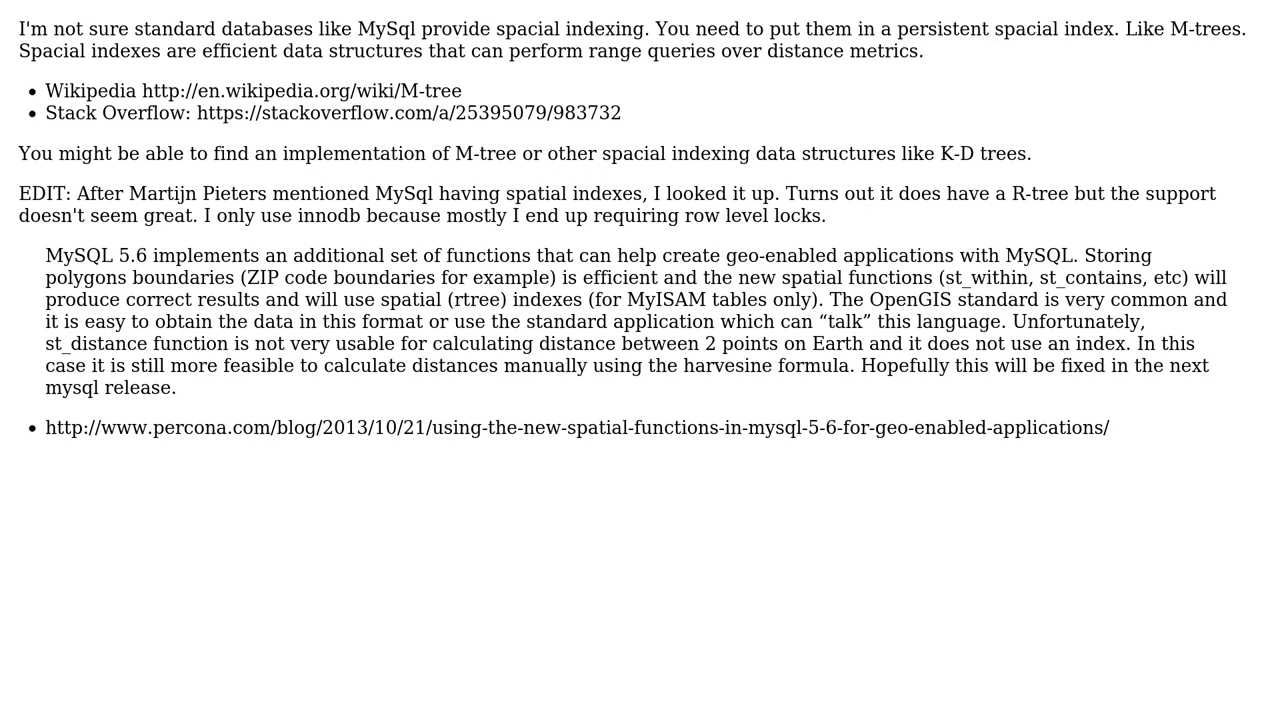 I'm not sure standard databases like MySql provide spacial indexing. You need to put them in a persistent spacial index. Like M-trees.
Spacial indexes are efficient data structures that can perform range queries over distance metrics.
• Wikipedia http://en.wikipedia.org/wiki/M-tree
• Stack Overflow: https://stackoverflow.com/a/25395079/983732
You might be able to find an implementation of M-tree or other spacial indexing data structures like K-D trees.
EDIT: After Martijn Pieters mentioned MySql having spatial indexes, I looked it up. Turns out it does have a R-tree but the support
doesn't seem great. I only use innodb because mostly I end up requiring row level locks.
MySQL 5.6 implements an additional set of functions that can help create geo-enabled applications with MySQL. Storing
polygons boundaries (ZIP code boundaries for example) is efficient and the new spatial functions (st_within, st_contains, etc) will
produce correct results and will use spatial (rtree) indexes (for MyISAM tables only). The OpenGIS standard is very common and
it is easy to obtain the data in this format or use the standard application which can “talk” this language. Unfortunately,
st_distance function is not very usable for calculating distance between 2 points on Earth and it does not use an index. In this
case it is still more feasible to calculate distances manually using the harvesine formula. Hopefully this will be fixed in the next
mysql release.
• http://www.percona.com/blog/2013/10/21/using-the-new-spatial-functions-in-mysql-5-6-for-geo-enabled-applications/